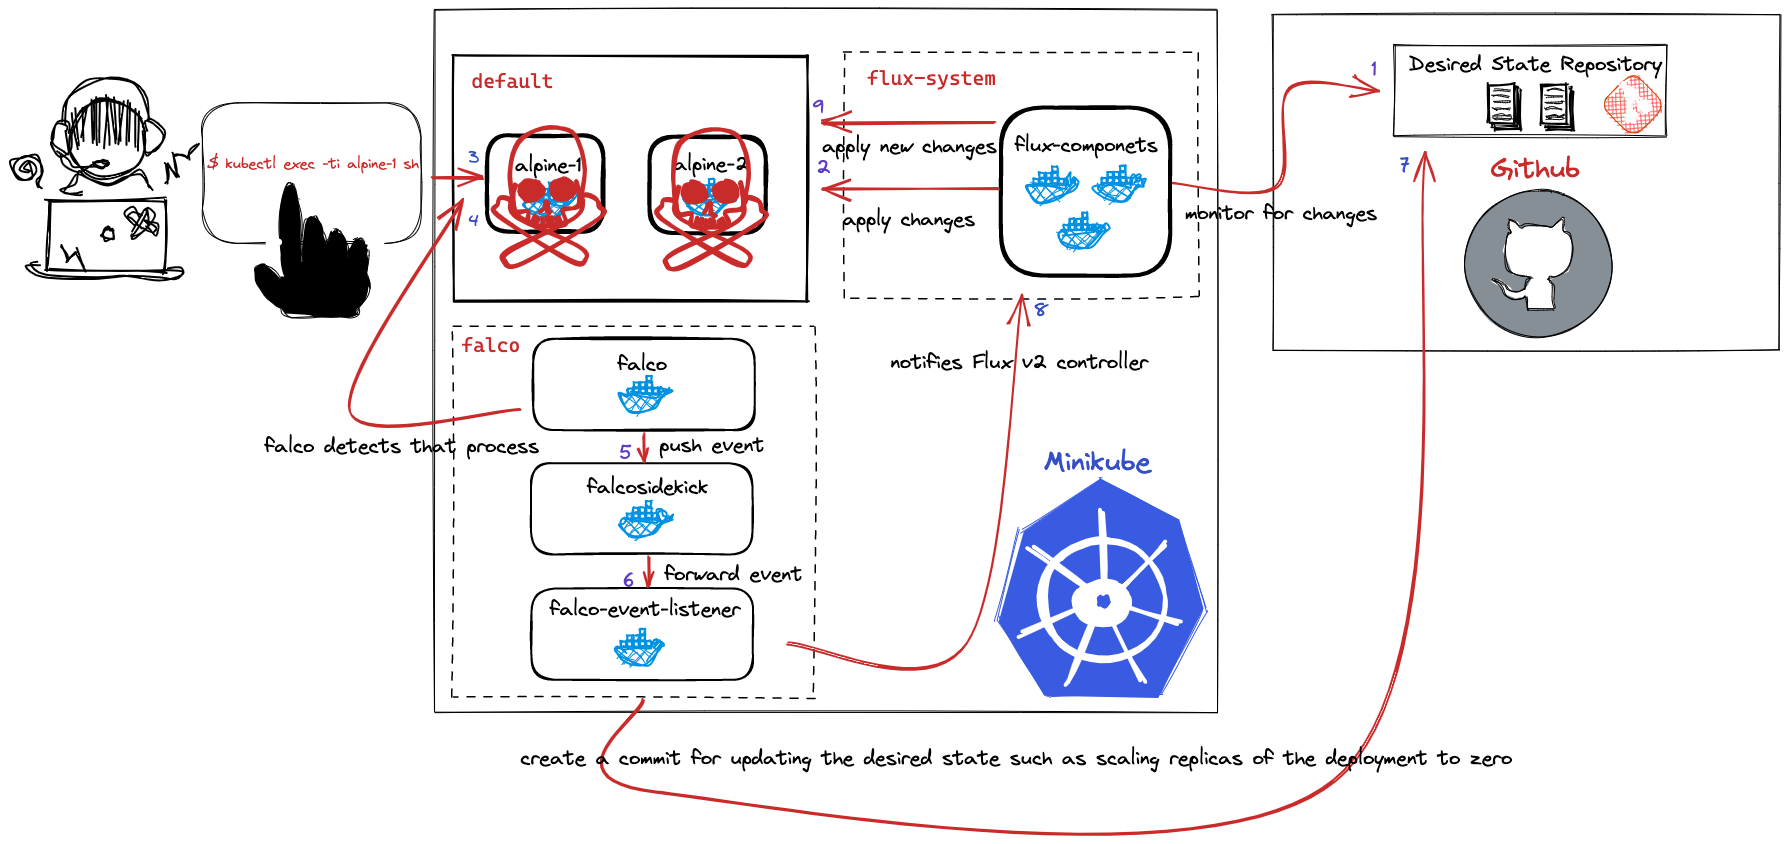 default
flux-system
1
Desired State Repository
9
3
$ kubectl exec -ti alpine-1 sh
alpine-1
alpine-2
apply new changes
flux-componets
2
7
Github
4
apply changes
monitor for changes
8
falco
falco
notifies Flux v2 controller
falco detects that process
5
push event
Minikube
falcosidekick
6
forward event
falco-event-listener
create a commit for updating the desired state such as scaling replicas of the deployment to zero